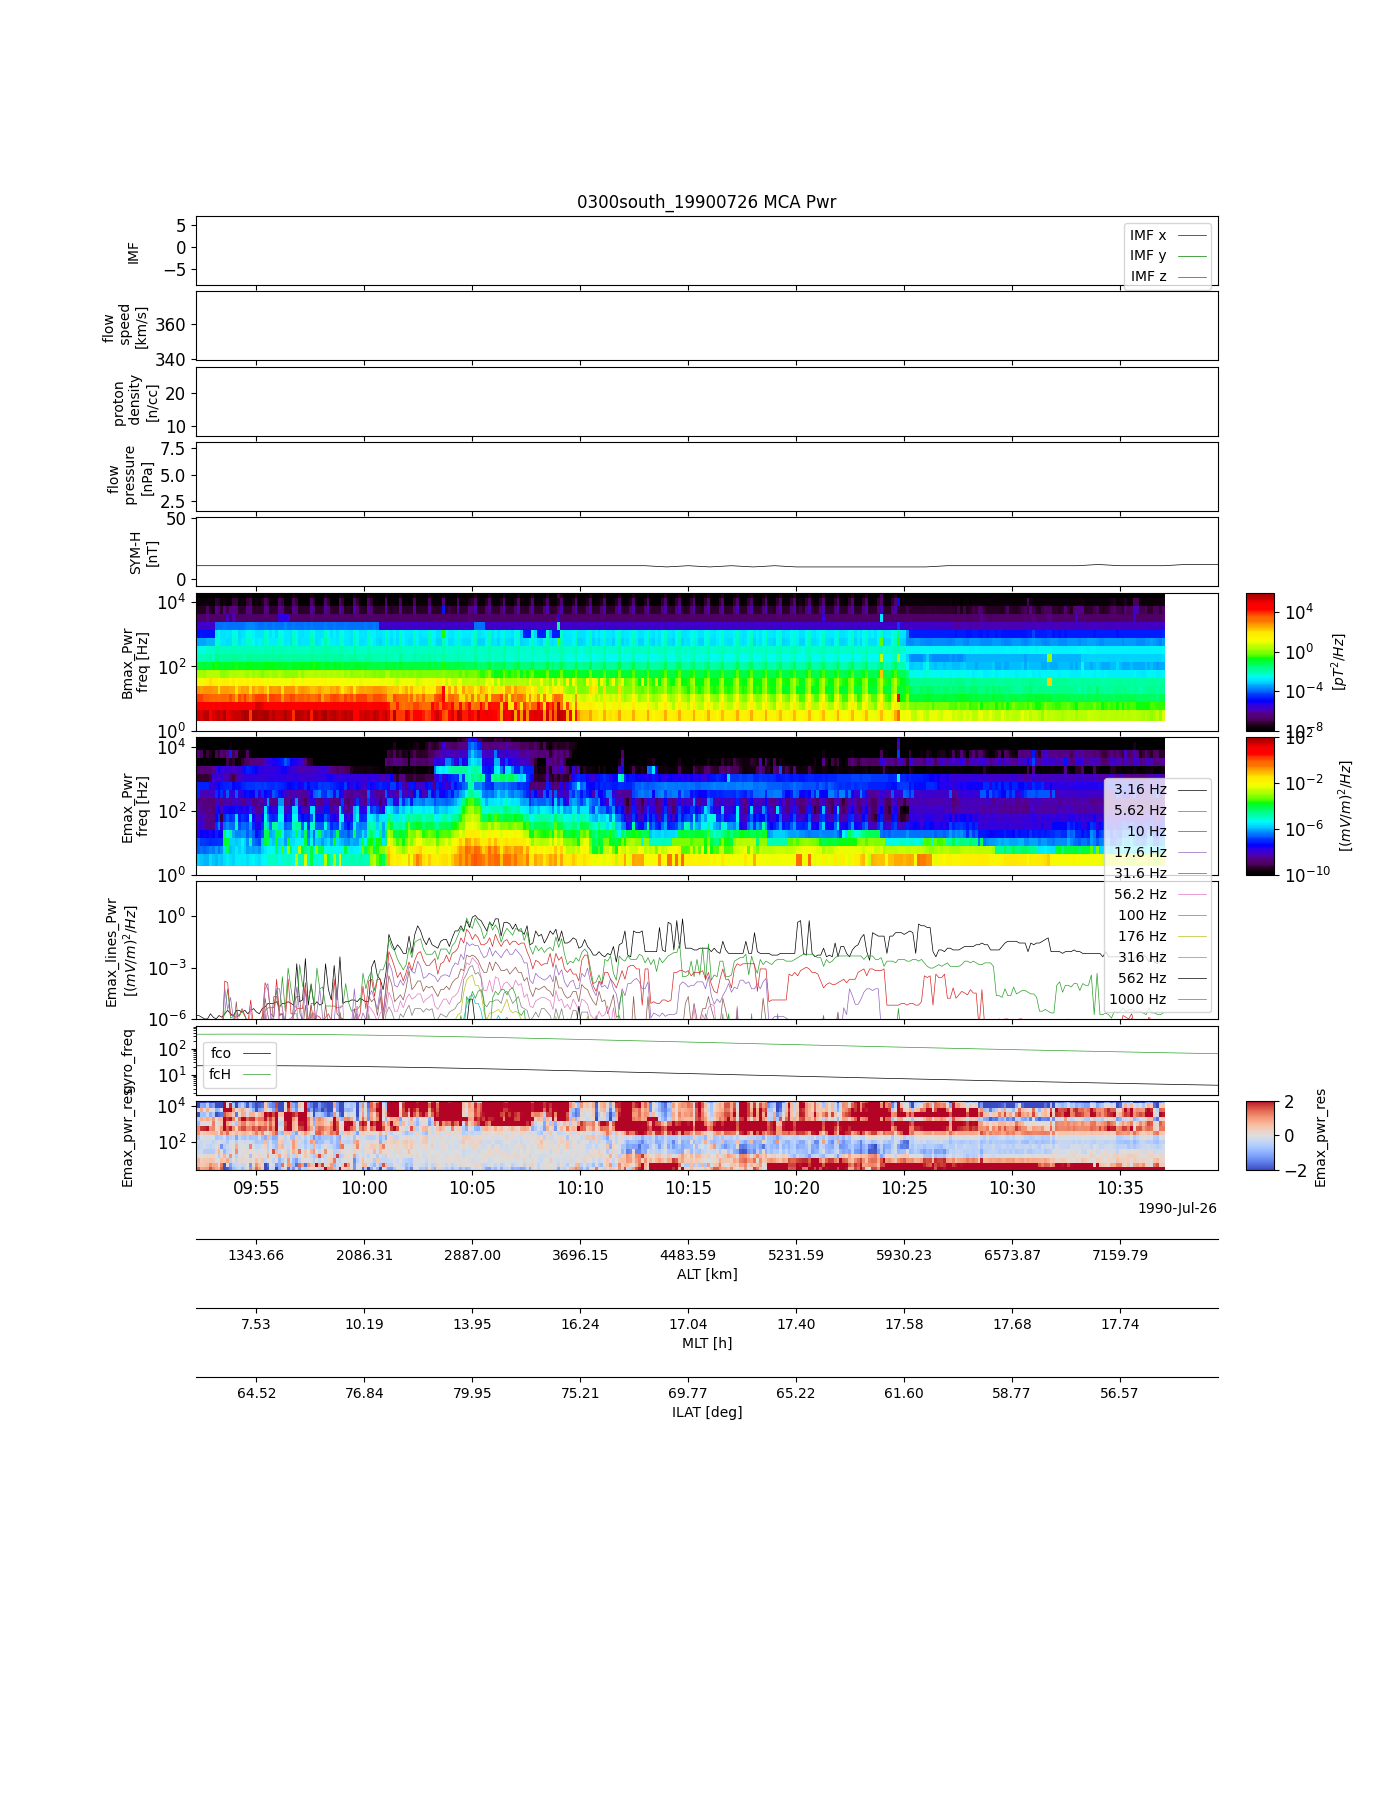 0300south_19900726 MCA Pwr
5
0
−5
IMF
IMF x
IMF y
IMF z
360
340
flow
speed
[km/s]
20
10
proton
density
[n/cc]
7.5
5.0
2.5
flow
pressure
[nPa]
50
0
SYM-H
[nT]
10^4
10^2
10^0
Bmax_Pwr
freq [Hz]
10^4
10^0
10^−4
10^−8
[pT^2/Hz]
10^4
10^2
10^0
Emax_Pwr
freq [Hz]
10^2
10^−2
10^−6
10^−10
[(mV/m)^2/Hz]
3.16 Hz
5.62 Hz
10 Hz
17.6 Hz
31.6 Hz
56.2 Hz
100 Hz
176 Hz
316 Hz
562 Hz
1000 Hz
10^0
10^−3
10^−6
Emax_lines_Pwr
[(mV/m)^2/Hz]
10^2
10^1
gyro_freq
fco
fcH
10^4
10^2
Emax_pwr_res
2
0
−2
Emax_pwr_res
09:55 10:00 10:05 10:10 10:15 10:20 10:25 10:30 10:35
1990-Jul-26
1343.66 2086.31 2887.00 3696.15 4483.59 5231.59 5930.23 6573.87 7159.79
ALT [km]
7.53 10.19 13.95 16.24 17.04 17.40 17.58 17.68 17.74
MLT [h]
64.52 76.84 79.95 75.21 69.77 65.22 61.60 58.77 56.57
ILAT [deg]